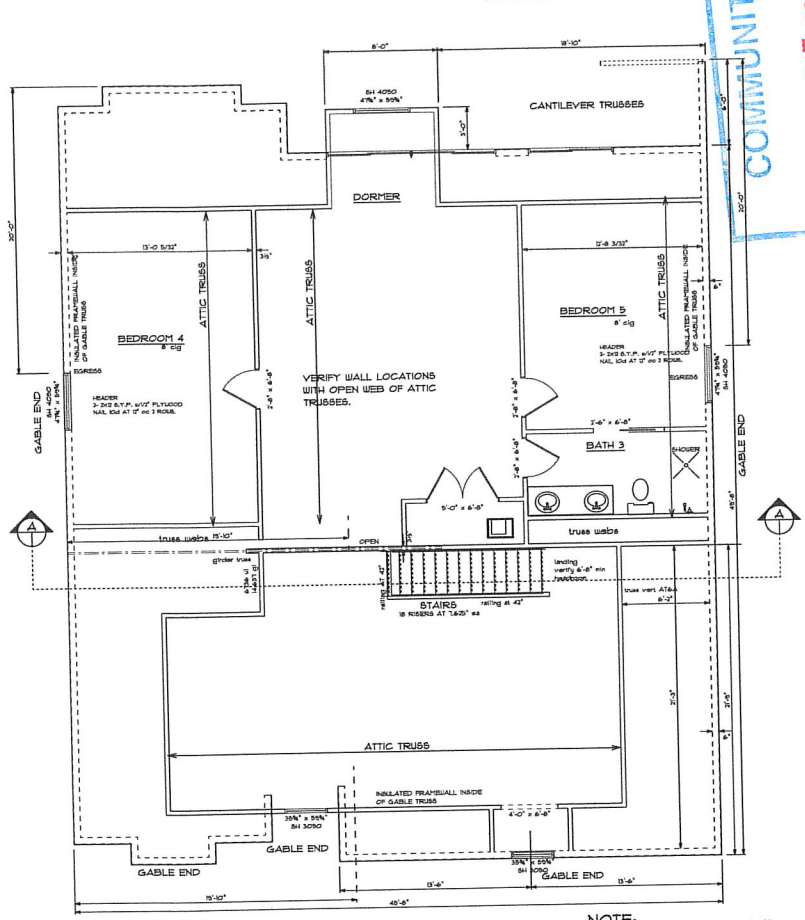 COMMUNIT
8'-0"
18'-10"
SH 4050
47¾" x 59¾"
CANTILEVER TRUSSES
3'-0"
6'-0"
DORMER
20'-0"
20'-0"
13'-0 5/32"
3½"
12'-8 3/32"
ATTIC TRUSS
ATTIC TRUSS
ATTIC TRUSS
INSULATED FRAMEWALL INSIDE
OF GABLE TRUSS
INSULATED FRAMEWALL INSIDE
OF GABLE TRUSS
BEDROOM 4
8' clg
BEDROOM 5
8' clg
EGRESS
EGRESS
HEADER
2- 2X12 S.Y.P. w/1/2" PLYWOOD
NAIL 10d AT 12" oc 2 ROWS.
HEADER
2- 2X12 S.Y.P. w/1/2" PLYWOOD
NAIL 10d AT 12" oc 2 ROWS.
VERIFY WALL LOCATIONS
WITH OPEN WEB OF ATTIC
TRUSSES.
GABLE END
SH 4050
47¾" x 59¾"
47¾" x 59¾"
SH 4050
GABLE END
2'-8" x 6'-8"
2'-8" x 6'-8"
2'-8" x 6'-8"
2'-6" x 6'-8"
BATH 3
SHOWER
5'-0" x 6'-8"
45'-8"
A
A
truss webs
15'-10"
OPEN
3½"
truss webs
girder truss
railing at 42"
landing
verify 6'-8" min
headroom
STAIRS
railing at 42"
18 RISERS AT 7.625" ea
truss vert AT6A
6'-2"
21'-3"
21'-5"
ATTIC TRUSS
INSULATED FRAMEWALL INSIDE
OF GABLE TRUSS
35¾" x 59¾"
SH 3050
4'-0" x 6'-8"
GABLE END
GABLE END
35¾" x 59¾"
SH 3050
GABLE END
13'-6"
13'-6"
19'-10"
45'-8"
NOTE: